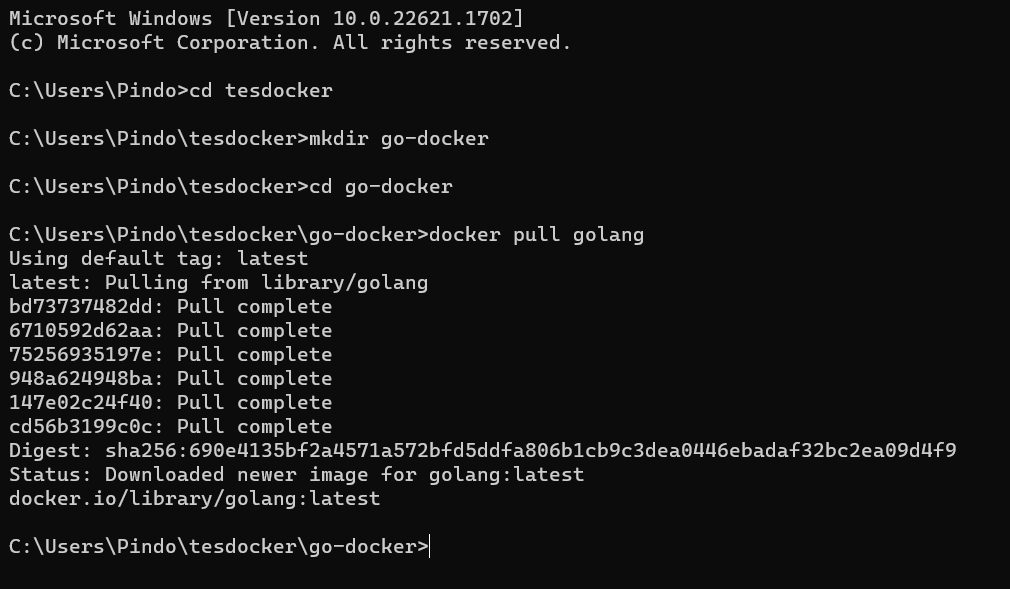 Microsoft Windows [Version 10.0.22621.1702]
(c) Microsoft Corporation. All rights reserved.
C:\Users\Pindo>cd tesdocker
C:\Users\Pindo\tesdocker>mkdir go-docker
C:\Users\Pindo\tesdocker>cd go-docker
C:\Users\Pindo\tesdocker\go-docker>docker pull golang
Using default tag: latest
latest: Pulling from library/golang
bd73737482dd: Pull complete
6710592d62aa: Pull complete
75256935197e: Pull complete
948a624948ba: Pull complete
147e02c24f40: Pull complete
cd56b3199c0c: Pull complete
Digest: sha256:690e4135bf2a4571a572bfd5ddfa806b1cb9c3dea0446ebadaf32bc2ea09d4f9
Status: Downloaded newer image for golang:latest
docker.io/library/golang:latest
C:\Users\Pindo\tesdocker\go-docker>